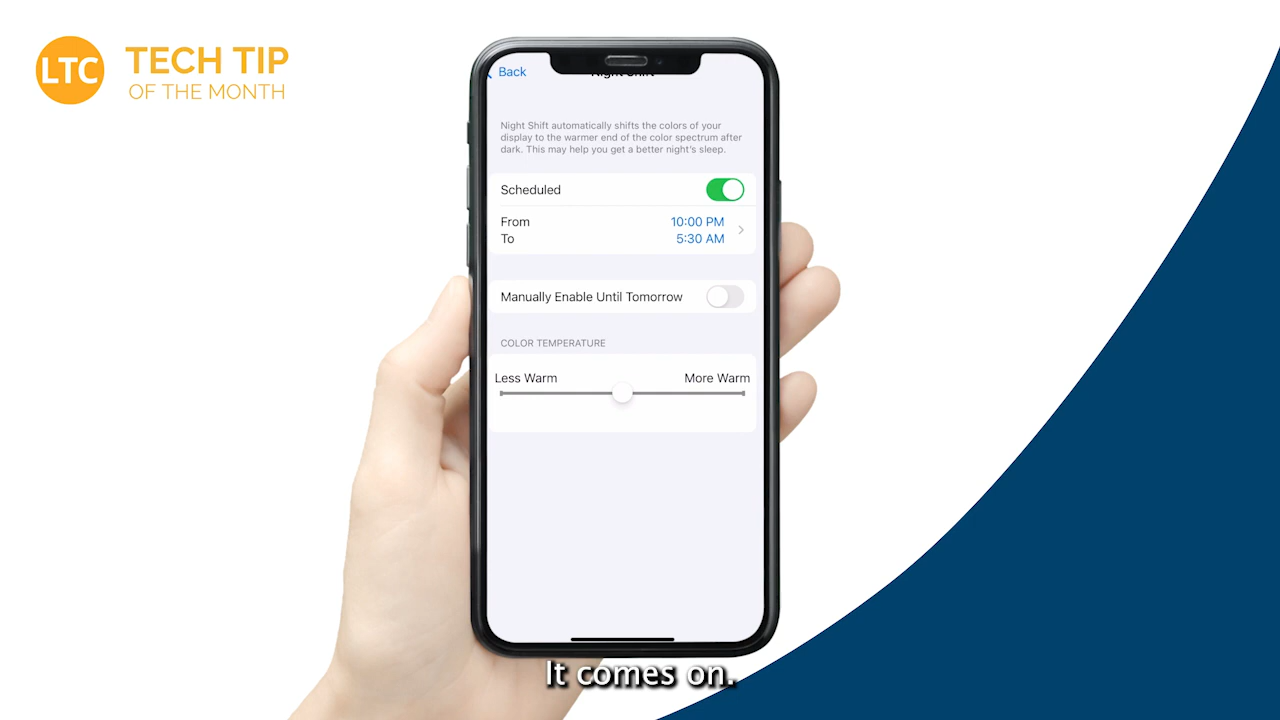 LTC
TECH TIP
OF THE MONTH
Back
Night Shift
Night Shift automatically shifts the colors of your
display to the warmer end of the color spectrum after
dark. This may help you get a better night's sleep.
Scheduled
From
10:00 PM
To
5:30 AM
Manually Enable Until Tomorrow
COLOR TEMPERATURE
Less Warm
More Warm
It comes on.